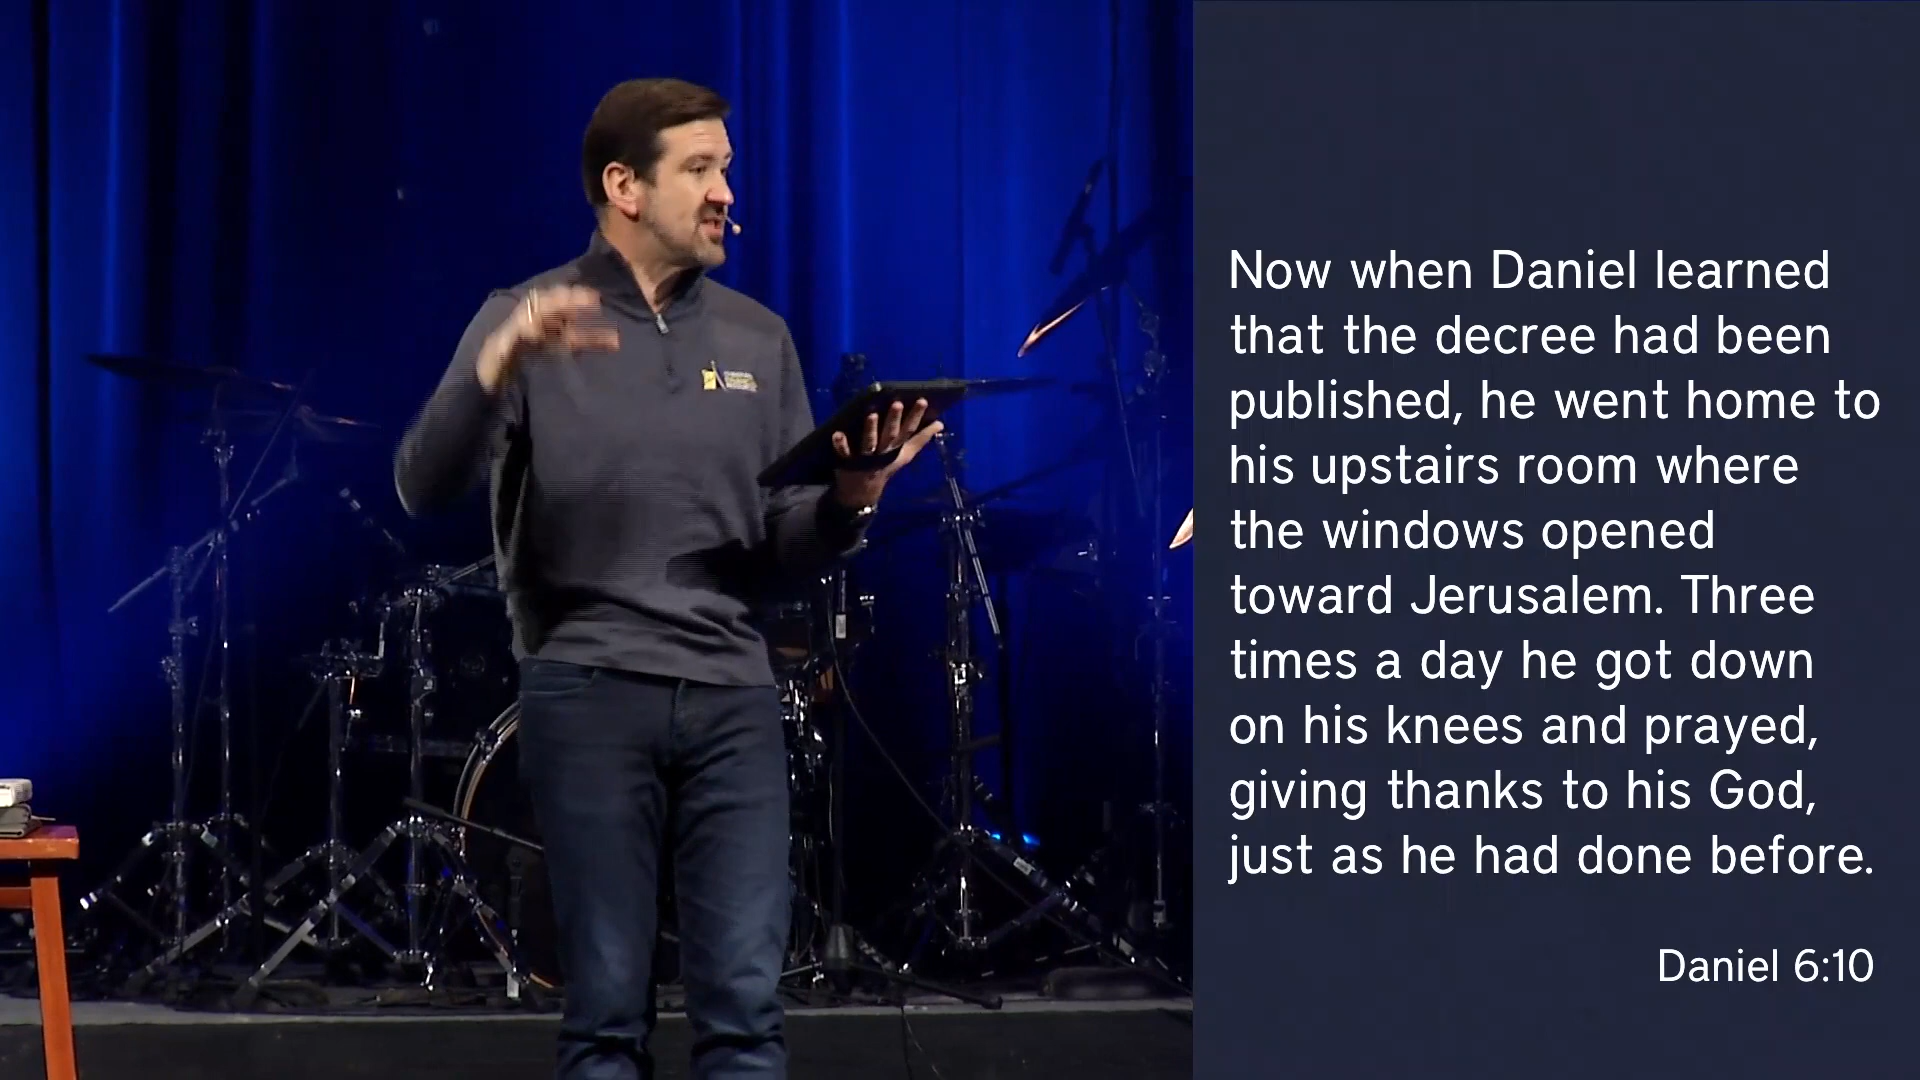 Now when Daniel learned
that the decree had been
published, he went home to
his upstairs room where
the windows opened
toward Jerusalem. Three
times a day he got down
on his knees and prayed,
giving thanks to his God,
just as he had done before.
Daniel 6:10